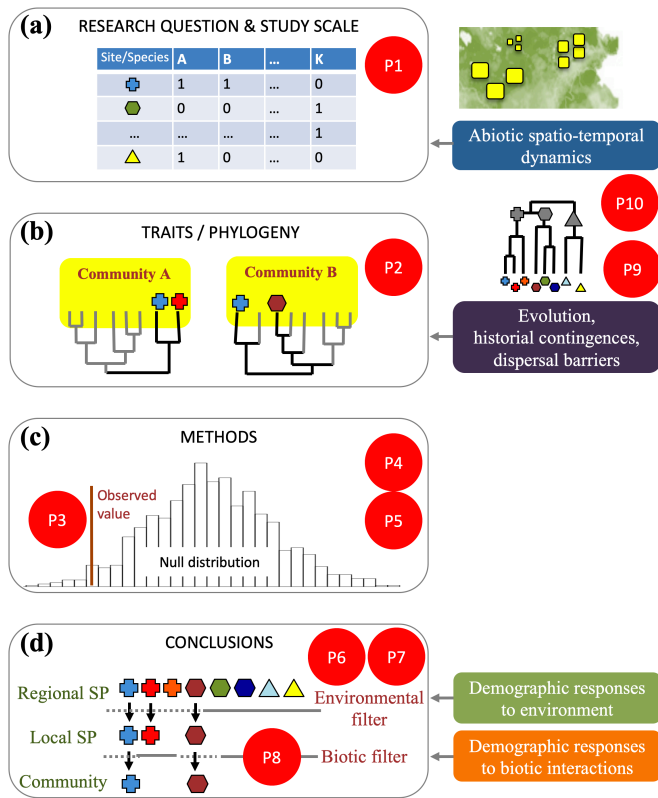 (a)
RESEARCH QUESTION & STUDY SCALE
Site/Species A B ... K
1 1 ... 0
0 0 ... 1
... ... ... 1
1 0 ... 0
P1
Abiotic spatio-temporal
dynamics
P10
P9
(b)
TRAITS / PHYLOGENY
Community A
Community B
P2
Evolution,
historial contingences,
dispersal barriers
(c)
METHODS
P4
P3
Observed
value
P5
Null distribution
(d)
CONCLUSIONS
P6
P7
Regional SP
Environmental
filter
Demographic responses
to environment
Local SP
P8
Biotic filter
Demographic responses
to biotic interactions
Community